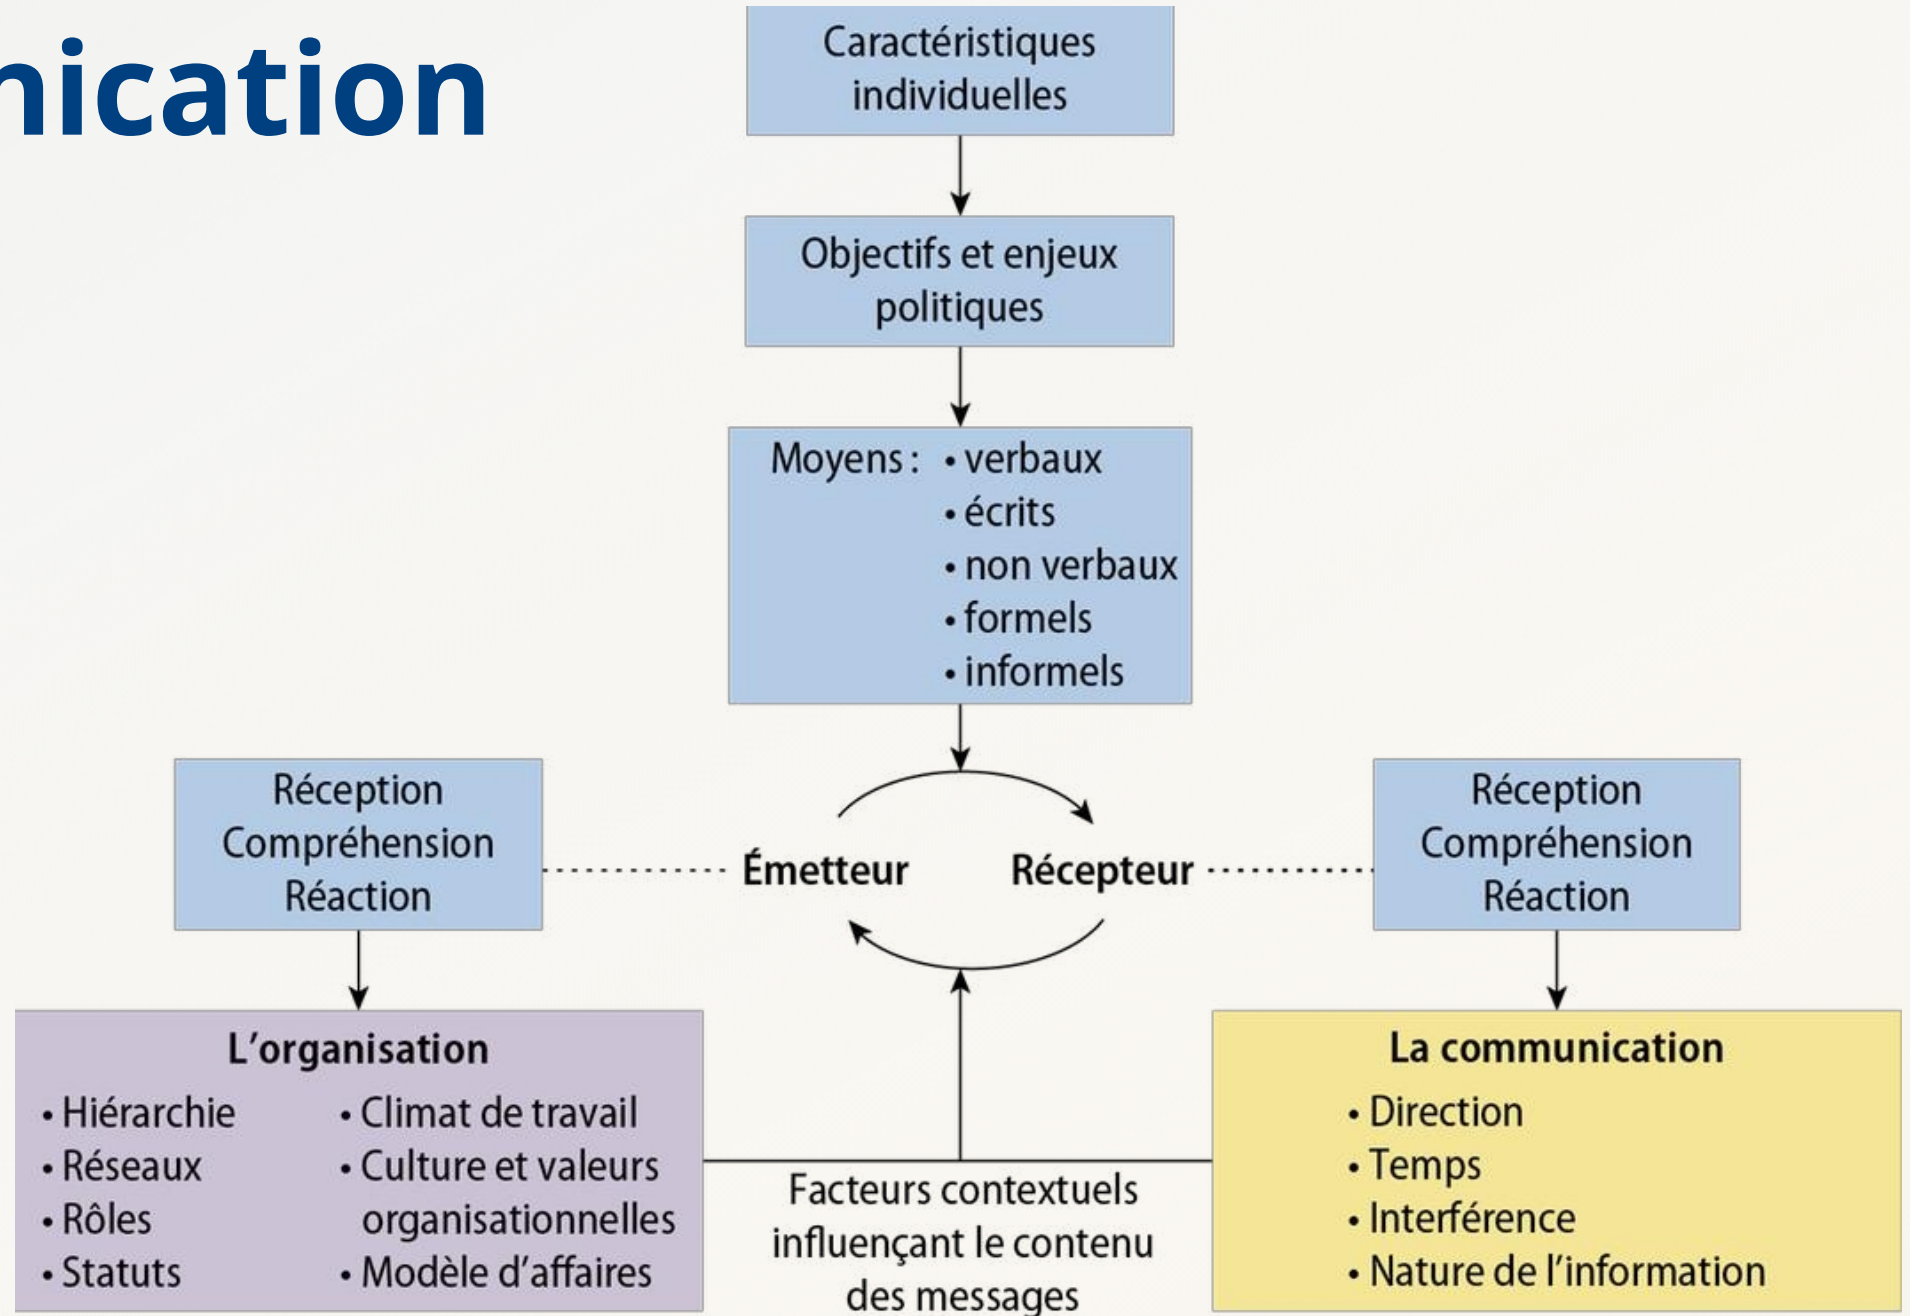 nication
Caractéristiques
individuelles
Objectifs et enjeux
politiques
Moyens : • verbaux
• écrits
• non verbaux
• formels
• informels
Réception
Compréhension
Réaction
Émetteur
Récepteur
Réception
Compréhension
Réaction
L'organisation
• Hiérarchie
• Réseaux
• Rôles
• Statuts
• Climat de travail
• Culture et valeurs
organisationnelles
• Modèle d'affaires
Facteurs contextuels
influençant le contenu
des messages
La communication
• Direction
• Temps
• Interférence
• Nature de l'information